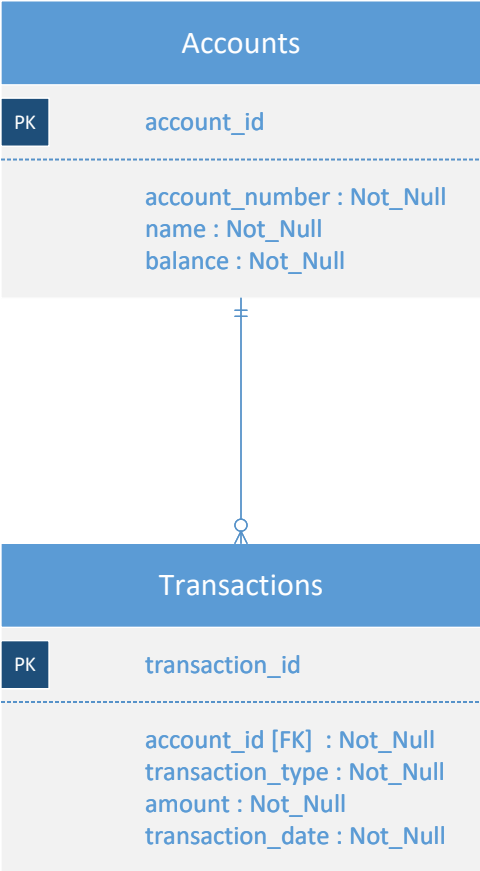 Accounts
PK account_id
account_number : Not_Null
name : Not_Null
balance : Not_Null
Transactions
PK transaction_id
account_id [FK]  : Not_Null
transaction_type : Not_Null
amount : Not_Null
transaction_date : Not_Null